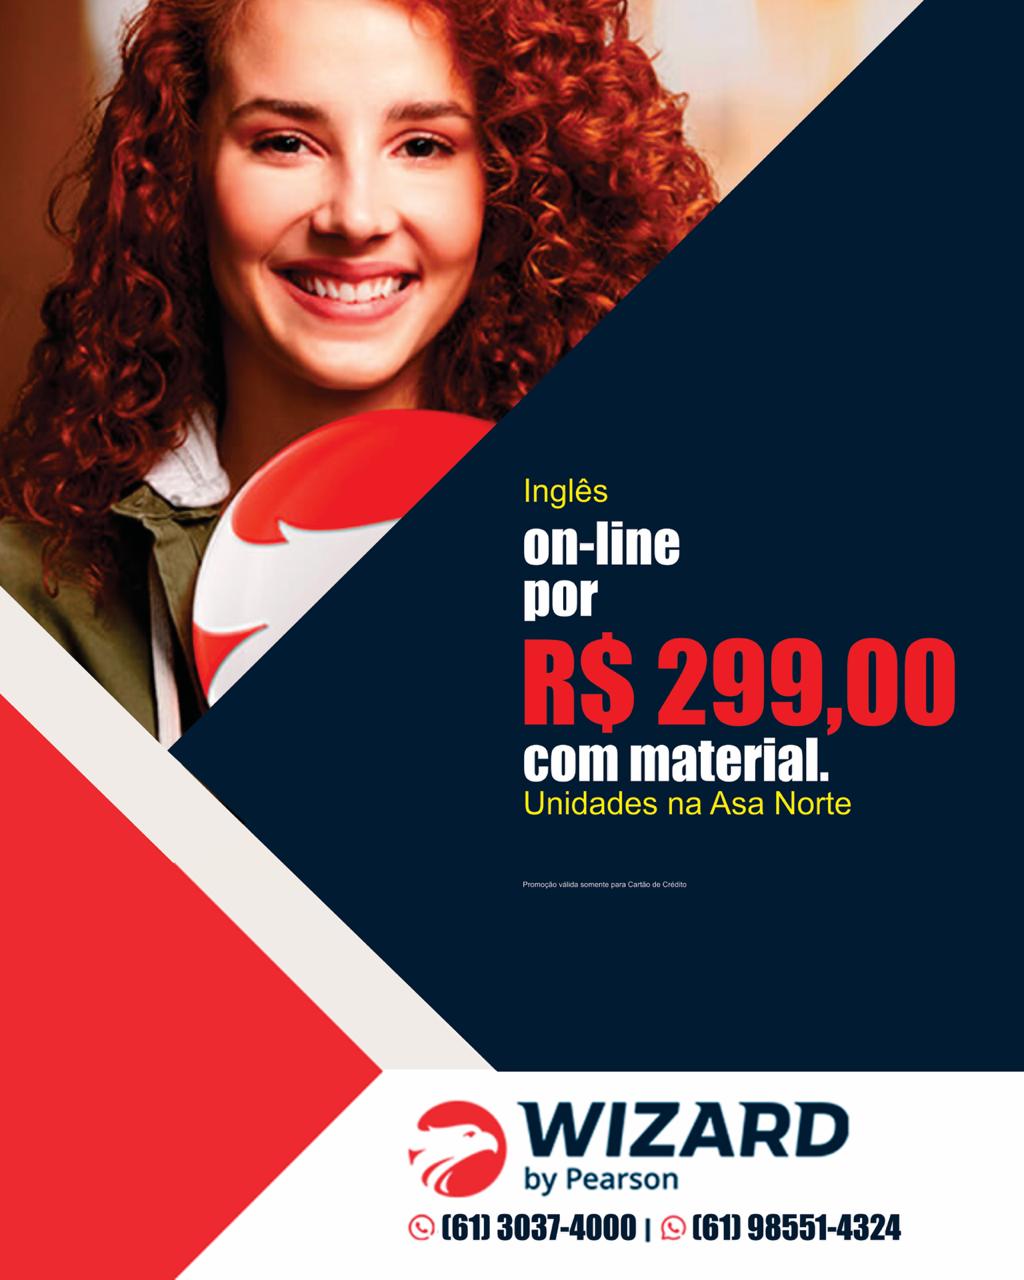 Inglês
on-line
por
R$ 299,00
com material.
Unidades na Asa Norte
Promoção válida somente para Cartão de Crédito
WIZARD
by Pearson
(61) 3037-4000 | (61) 98551-4324